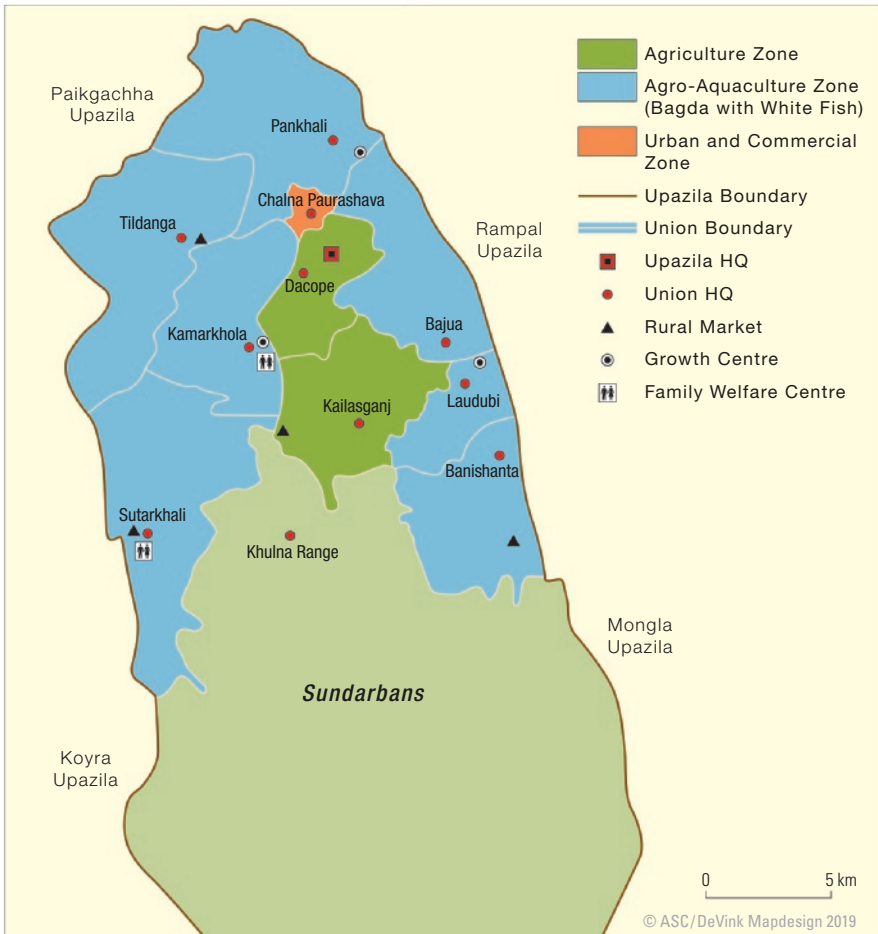 Paikgachha
Upazila
Pankhali
Chalna Paurashava
Tildanga
Rampal
Upazila
Dacope
Kamarkhola
Bajua
Laudubi
Kailasganj
Banishanta
Sutarkhali
Khulna Range
Mongla
Upazila
Sundarbans
Koyra
Upazila
Agriculture Zone
Agro-Aquaculture Zone
(Bagda with White Fish)
Urban and Commercial
Zone
Upazila Boundary
Union Boundary
Upazila HQ
Union HQ
Rural Market
Growth Centre
Family Welfare Centre
0 5 km
© ASC/DeVink Mapdesign 2019